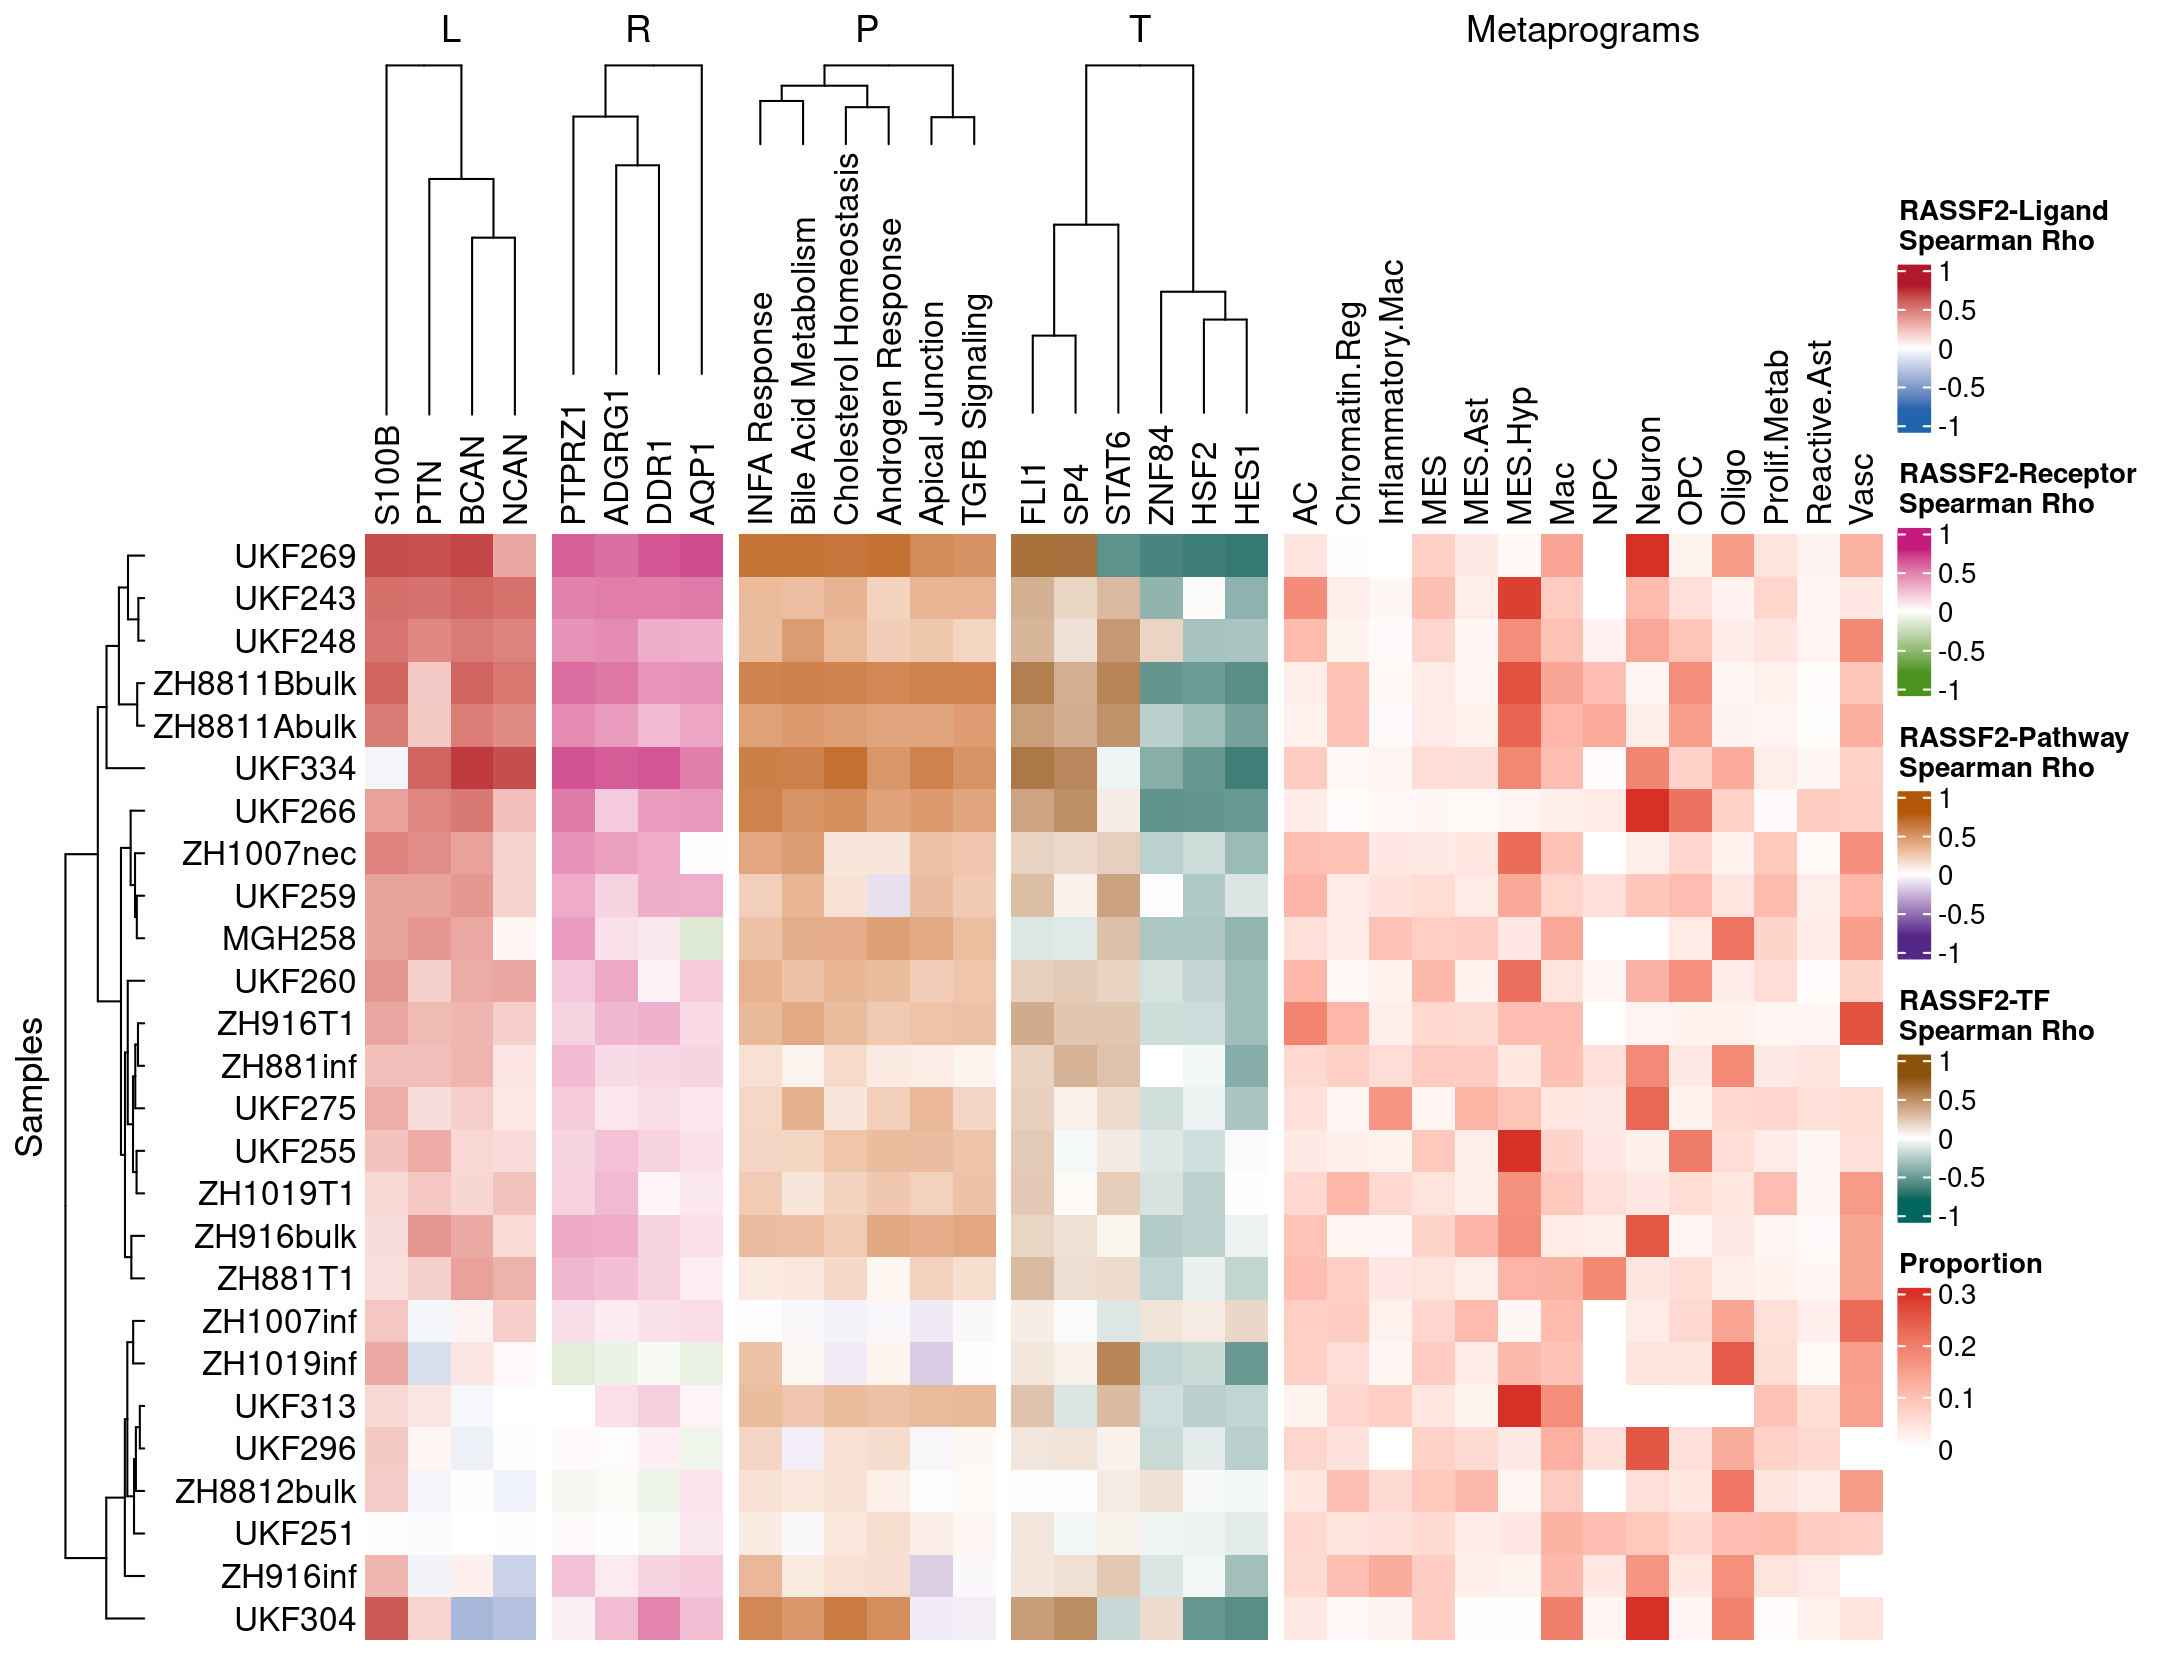 L
R
P
T
Metaprograms
S100B
PTN
BCAN
NCAN
PTPRZ1
ADGRG1
DDR1
AQP1
INFA Response
Bile Acid Metabolism
Cholesterol Homeostasis
Androgen Response
Apical Junction
TGFB Signaling
FLI1
SP4
STAT6
ZNF84
HSF2
HES1
AC
Chromatin.Reg
Inflammatory.Mac
MES
MES.Ast
MES.Hyp
Mac
NPC
Neuron
OPC
Oligo
Prolif.Metab
Reactive.Ast
Vasc
Samples
UKF269
UKF243
UKF248
ZH8811Bbulk
ZH8811Abulk
UKF334
UKF266
ZH1007nec
UKF259
MGH258
UKF260
ZH916T1
ZH881inf
UKF275
UKF255
ZH1019T1
ZH916bulk
ZH881T1
ZH1007inf
ZH1019inf
UKF313
UKF296
ZH8812bulk
UKF251
ZH916inf
UKF304
RASSF2-Ligand
Spearman Rho
1
0.5
0
-0.5
-1
RASSF2-Receptor
Spearman Rho
1
0.5
0
-0.5
-1
RASSF2-Pathway
Spearman Rho
1
0.5
0
-0.5
-1
RASSF2-TF
Spearman Rho
1
0.5
0
-0.5
-1
Proportion
0.3
0.2
0.1
0